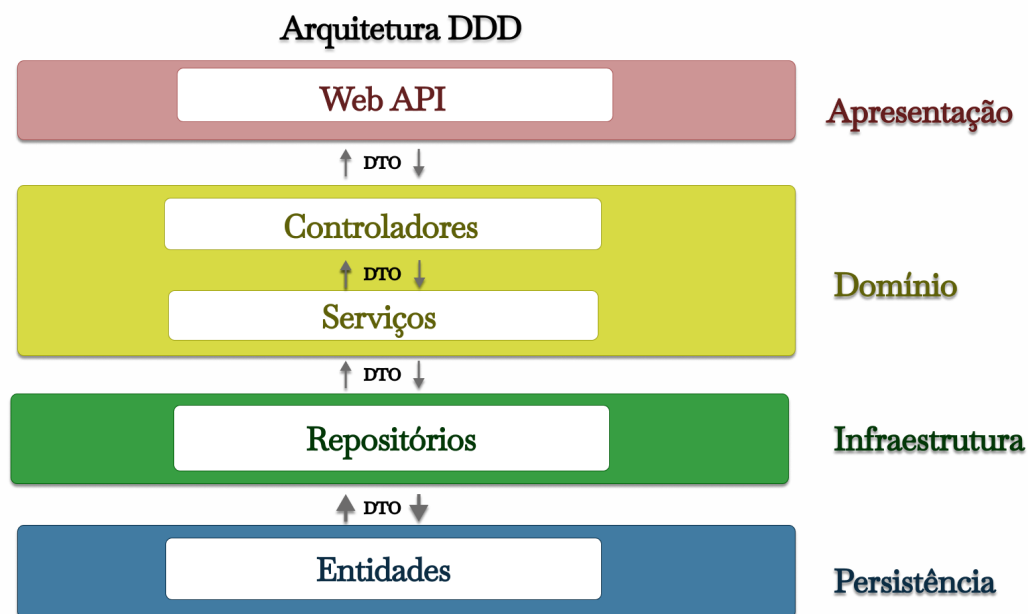 Arquitetura DDD
Web API
Apresentação
DTO
Controladores
DTO
Domínio
Serviços
DTO
Repositórios
Infraestrutura
DTO
Entidades
Persistência